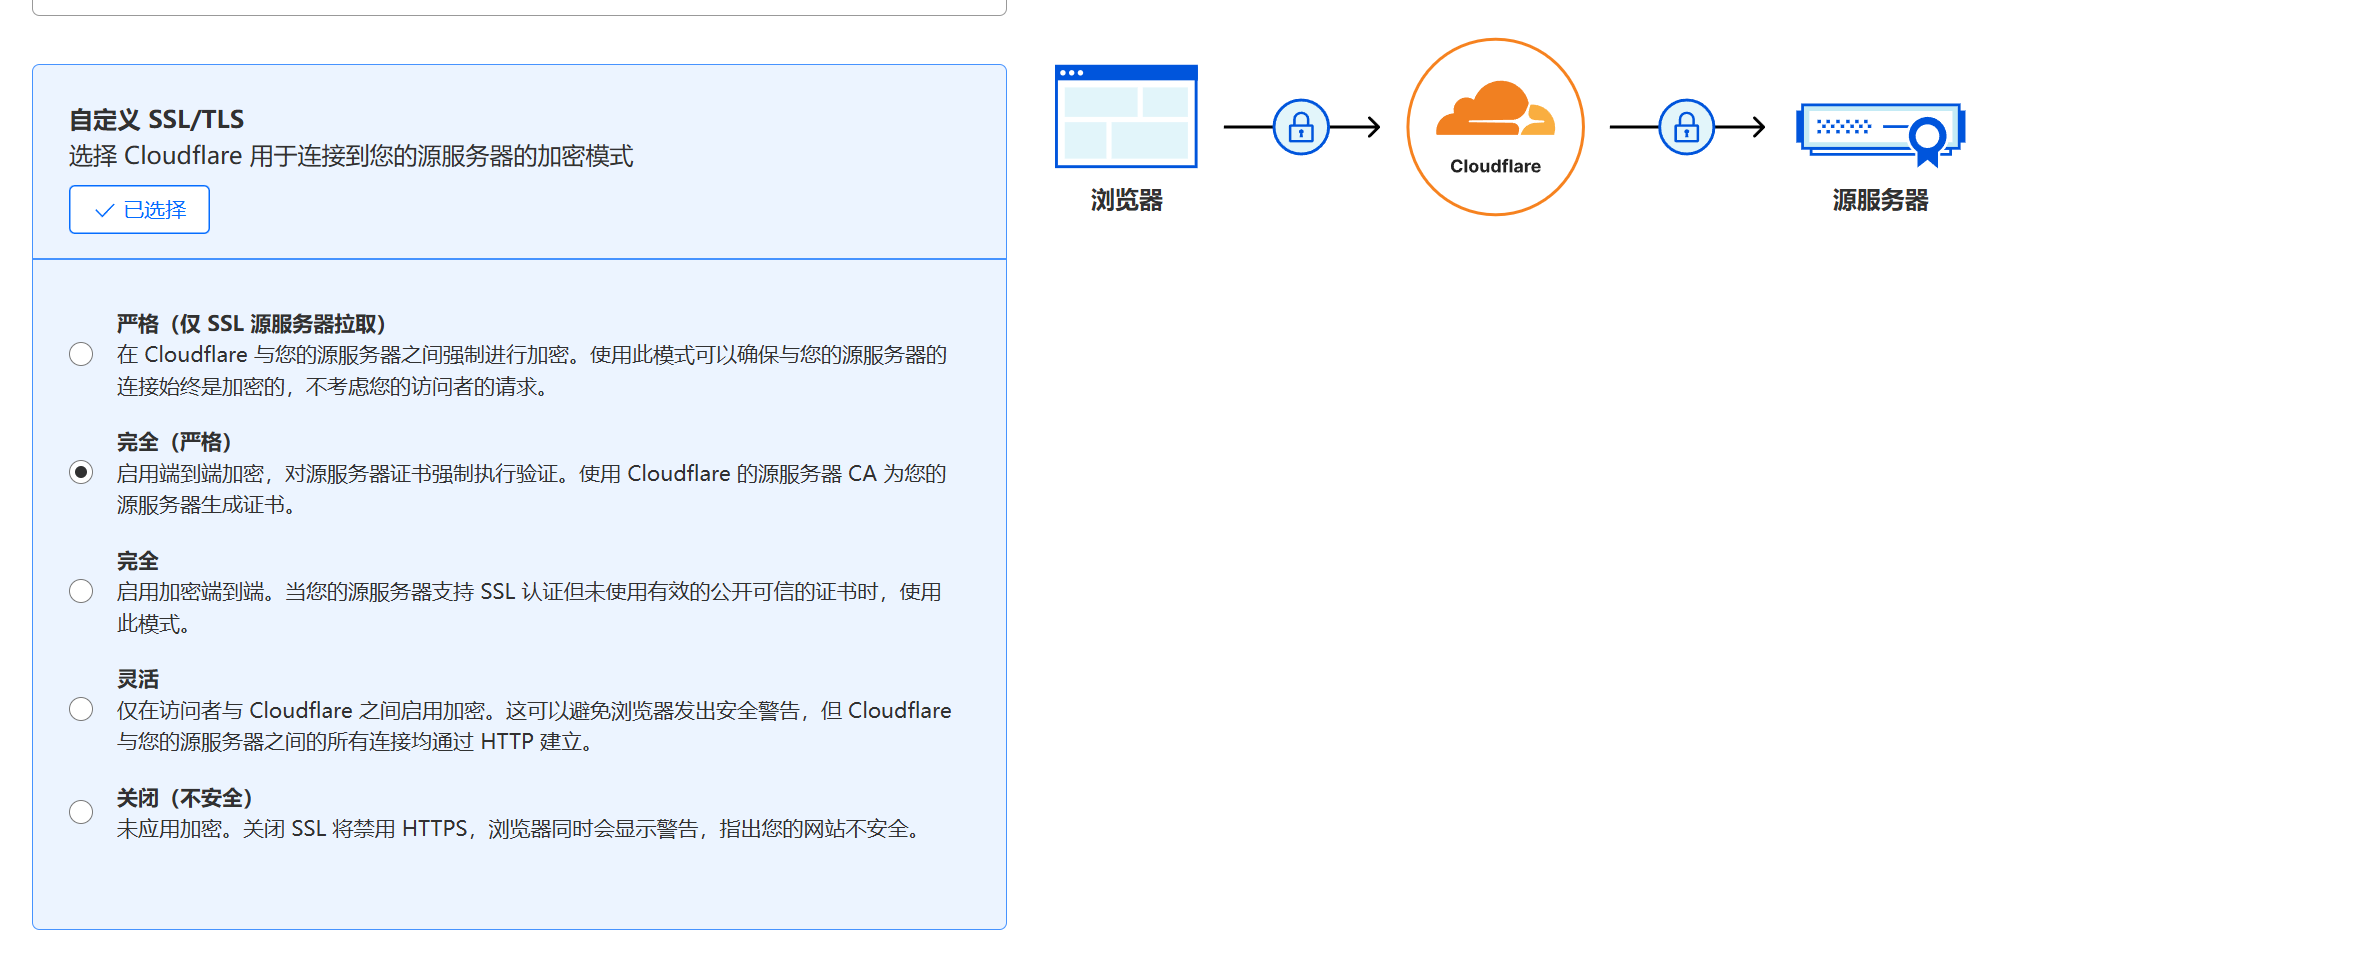 自定义 SSL/TLS
选择 Cloudflare 用于连接到您的源服务器的加密模式
已选择
严格（仅 SSL 源服务器拉取）
在 Cloudflare 与您的源服务器之间强制进行加密。使用此模式可以确保与您的源服务器的
连接始终是加密的，不考虑您的访问者的请求。
完全（严格）
启用端到端加密，对源服务器证书强制执行验证。使用 Cloudflare 的源服务器 CA 为您的
源服务器生成证书。
完全
启用加密端到端。当您的源服务器支持 SSL 认证但未使用有效的公开可信的证书时，使用
此模式。
灵活
仅在访问者与 Cloudflare 之间启用加密。这可以避免浏览器发出安全警告，但 Cloudflare
与您的源服务器之间的所有连接均通过 HTTP 建立。
关闭（不安全）
未应用加密。关闭 SSL 将禁用 HTTPS，浏览器同时会显示警告，指出您的网站不安全。
浏览器
Cloudflare
源服务器